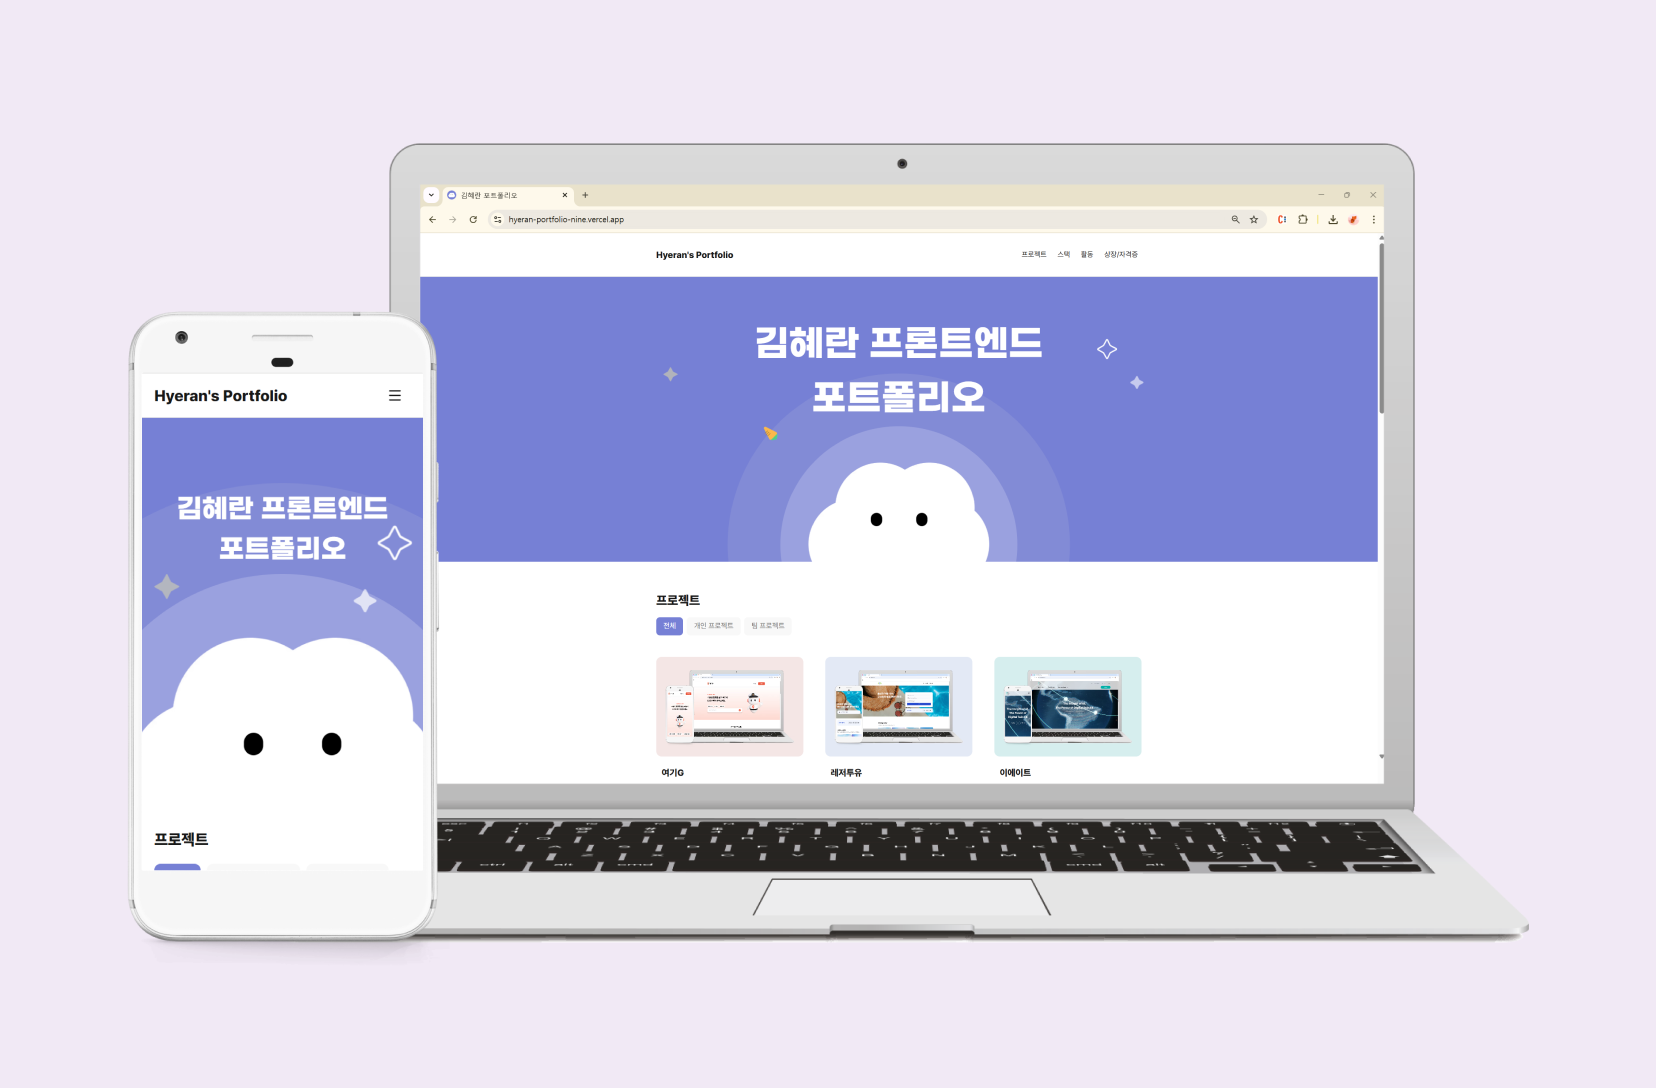 김혜란 포트폴리오
hyeran-portfolio-nine.vercel.app
Hyeran's Portfolio
프로젝트 스택 활동 상장/자격증
김혜란 프론트엔드
포트폴리오
프로젝트
전체 개인 프로젝트 팀 프로젝트
여기G 레저투유 이에이트
Hyeran's Portfolio
김혜란 프론트엔드
포트폴리오
프로젝트